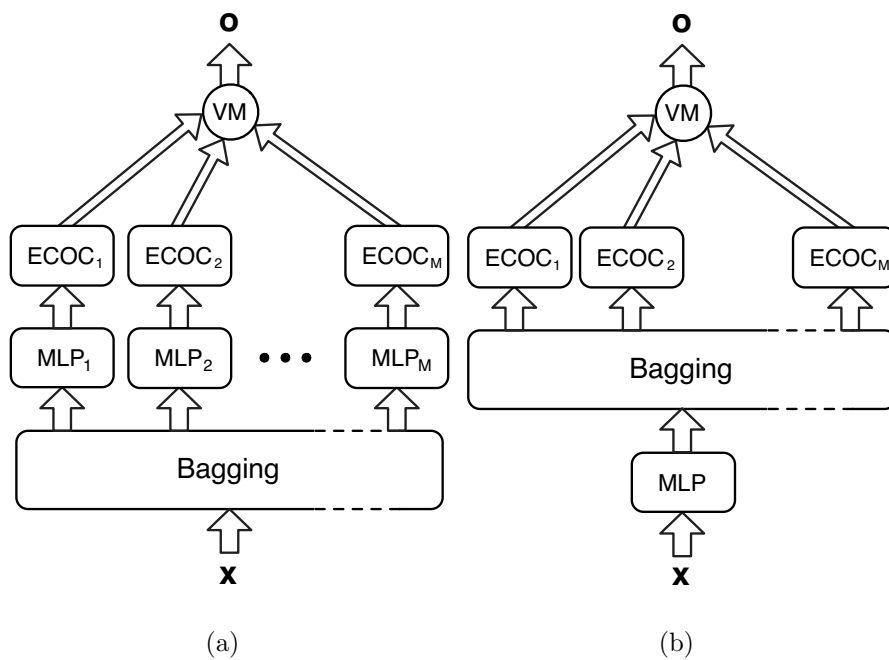 O
VM
ECOC1 ECOC2 ECOCM
MLP1 MLP2 • • • MLPM
Bagging
X
(a)
O
VM
ECOC1 ECOC2 ECOCM
Bagging
MLP
X
(b)